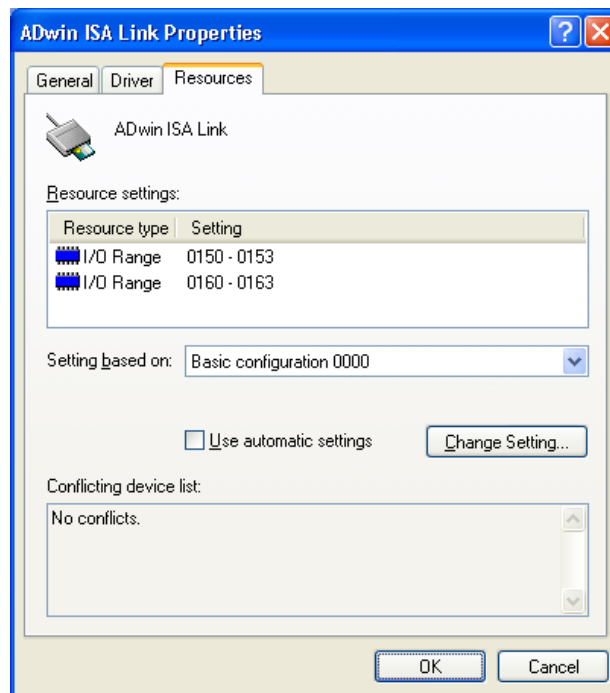 ADwin ISA Link Properties
General Driver Resources
ADwin ISA Link
Resource settings:
Resource type Setting
I/O Range 0150 - 0153
I/O Range 0160 - 0163
Setting based on: Basic configuration 0000
Use automatic settings Change Setting...
Conflicting device list:
No conflicts.
OK Cancel